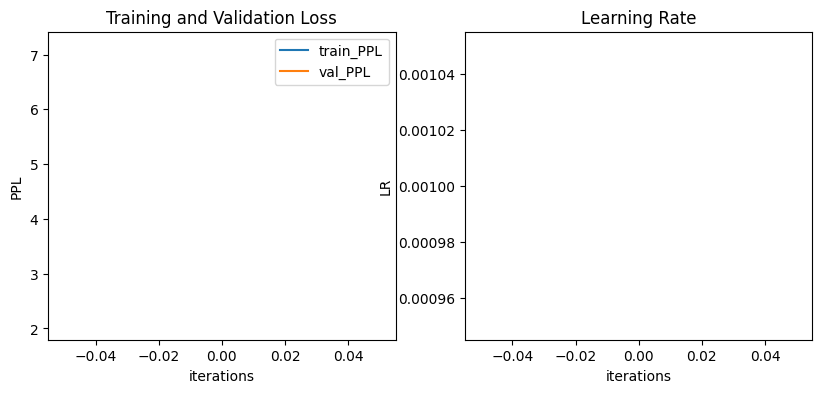 Training and Validation Loss
PPL
7
6
5
4
3
2
train_PPL
val_PPL
−0.04 −0.02 0.00 0.02 0.04
iterations
Learning Rate
LR
0.00104
0.00102
0.00100
0.00098
0.00096
−0.04 −0.02 0.00 0.02 0.04
iterations